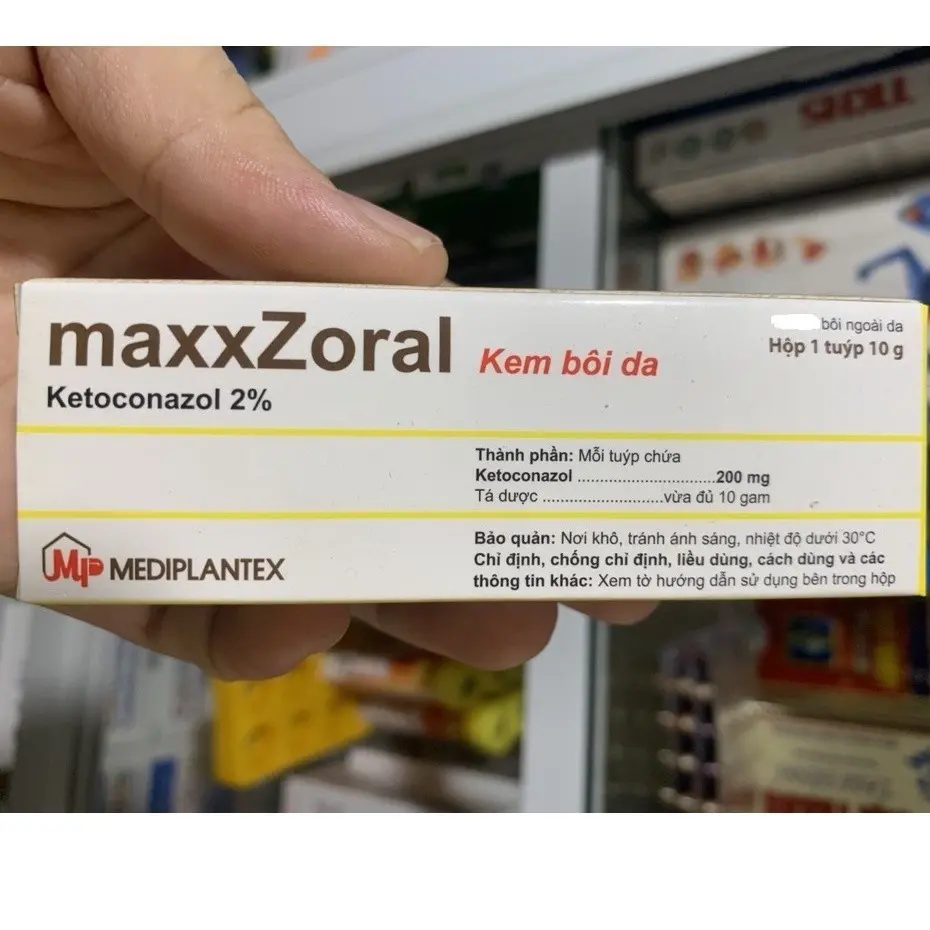 maxxZoral
Kem bôi da
bôi ngoài da
Hộp 1 tuýp 10 g
Ketoconazol 2%
Thành phần: Mỗi tuýp chứa
Ketoconazol ................................200 mg
Tá dược ............................vừa đủ 10 gam
MP MEDIPLANTEX
Bảo quản: Nơi khô, tránh ánh sáng, nhiệt độ dưới 30°C
Chỉ định, chống chỉ định, liều dùng, cách dùng và các
thông tin khác: Xem tờ hướng dẫn sử dụng bên trong hộp